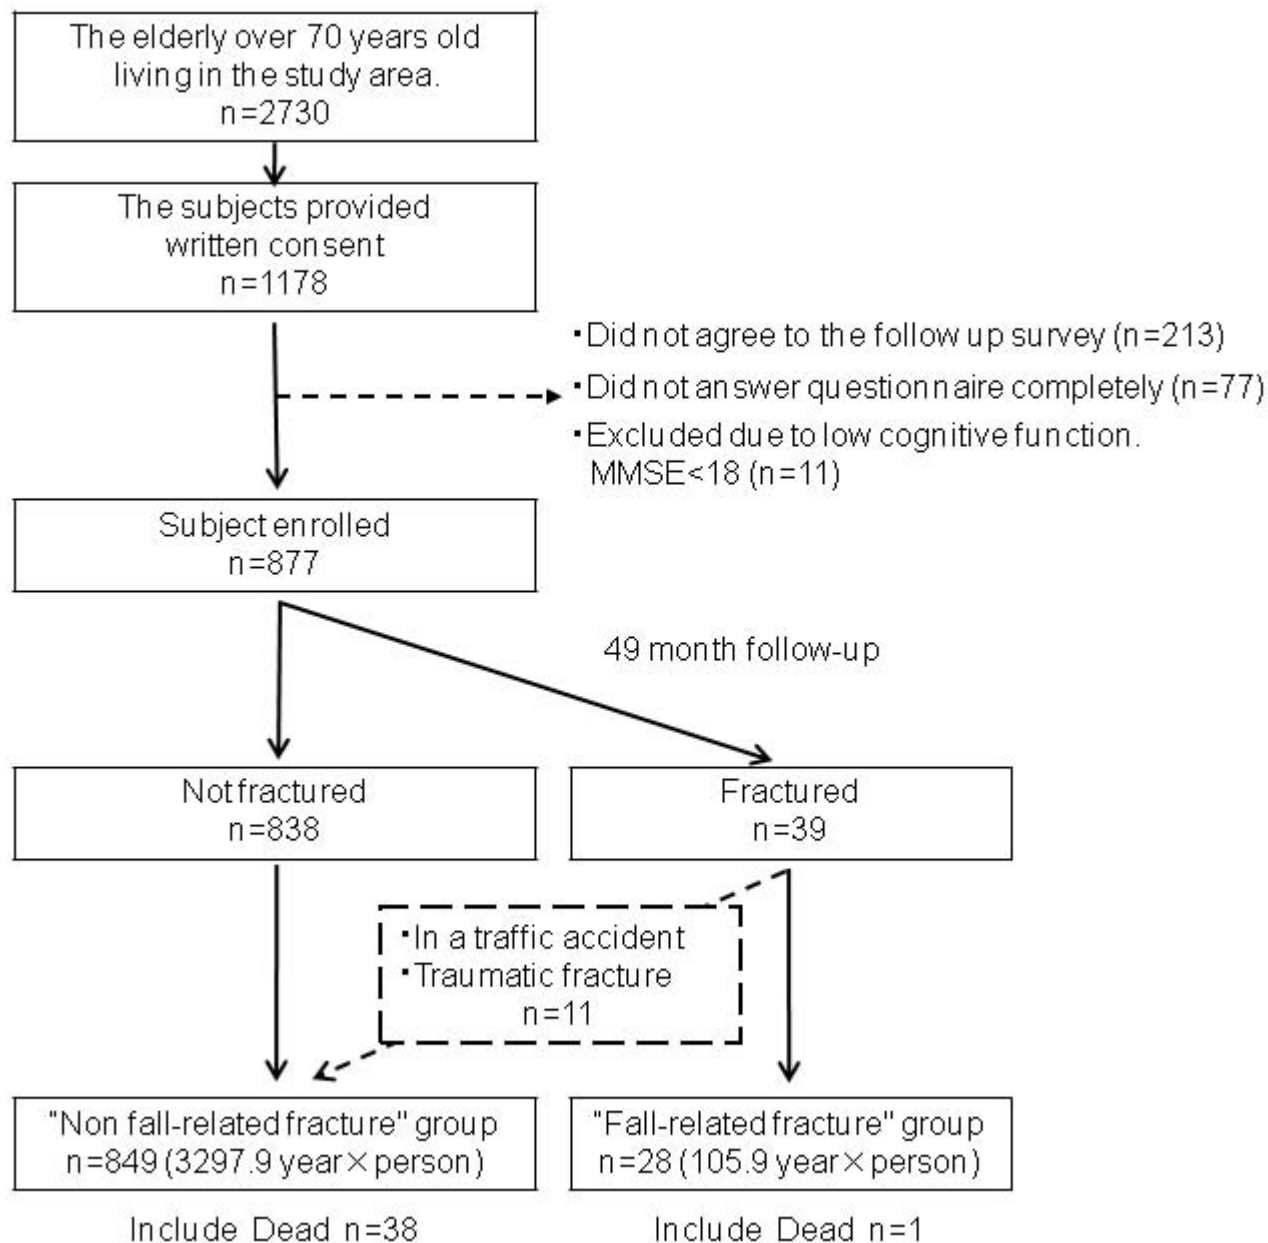 The elderly over 70 years old
living in the study area.
n=2730
The subjects provided
written consent
n=1178
・Did not agree to the follow up survey (n=213)
・Did not answer questionnaire completely (n=77)
・Excluded due to low cognitive function.
MMSE<18 (n=11)
Subject enrolled
n=877
49 month follow-up
Not fractured
n=838
Fractured
n=39
・In a traffic accident
・Traumatic fracture
n=11
"Non fall-related fracture" group
n=849 (3297.9 year×person)
Include Dead n=38
"Fall-related fracture" group
n=28 (105.9 year×person)
Include Dead n=1